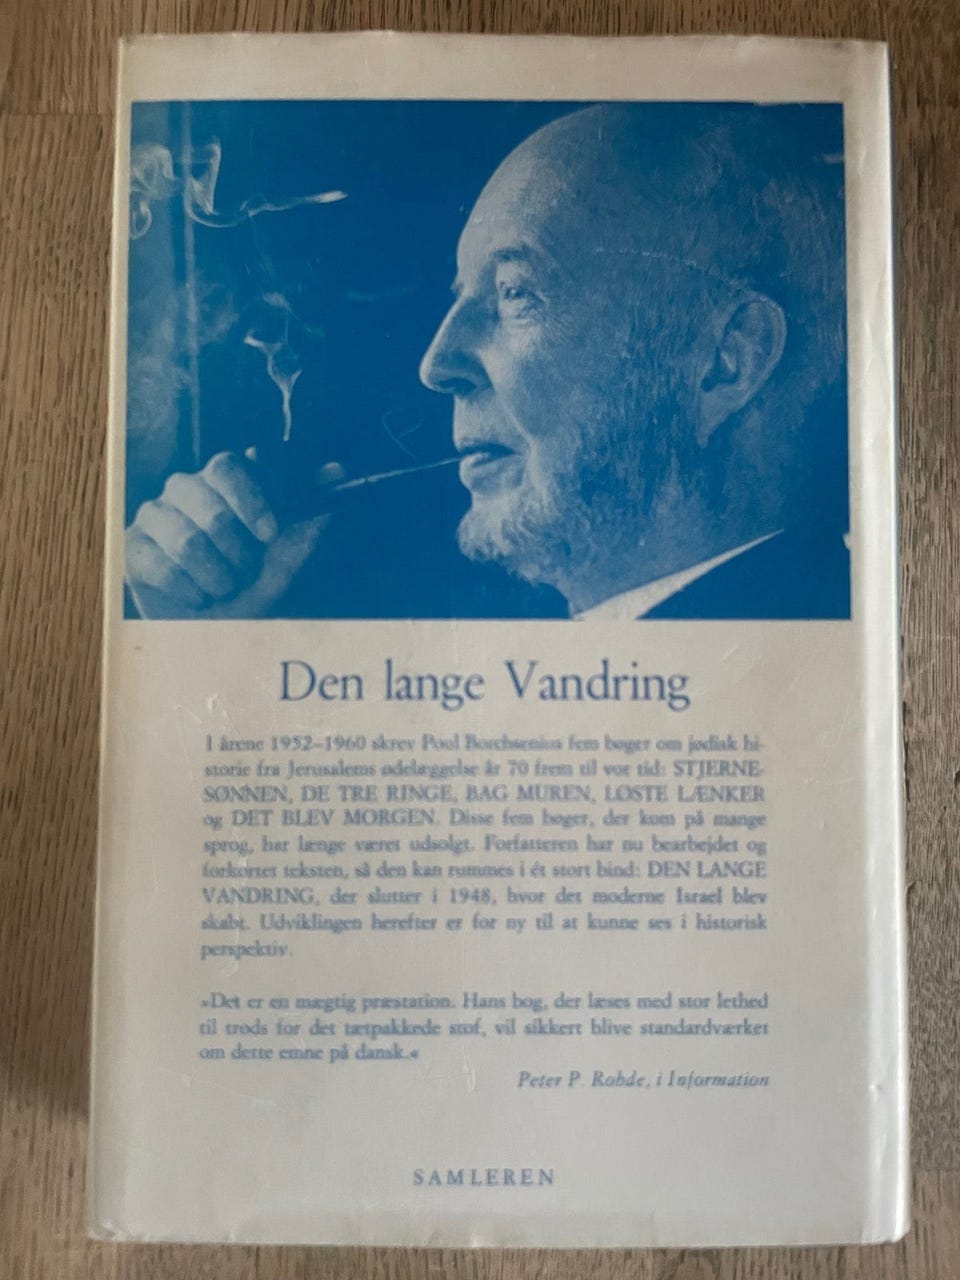 Den lange Vandring
I årene 1952–1960 skrev Poul Borchsenius fem bøger om jødisk hi-
storie fra Jerusalems ødelæggelse år 70 frem til vor tid: STJERNE-
SØNNEN, DE TRE RINGE, BAG MUREN, LØSTE LÆNKER
og DET BLEV MORGEN. Disse fem bøger, der kom på mange
sprog, har længe været udsolgt. Forfatteren har nu bearbejdet og
forkortet teksten, så den kan rummes i ét stort bind: DEN LANGE
VANDRING, der slutter i 1948, hvor det moderne Israel blev
skabt. Udviklingen herefter er for ny til at kunne ses i historisk
perspektiv.
»Det er en mægtig præstation. Hans bog, der læses med stor lethed
til trods for det tætpakkede stof, vil sikkert blive standardværket
om dette emne på dansk.«
Peter P. Rohde, i Information
SAMLEREN